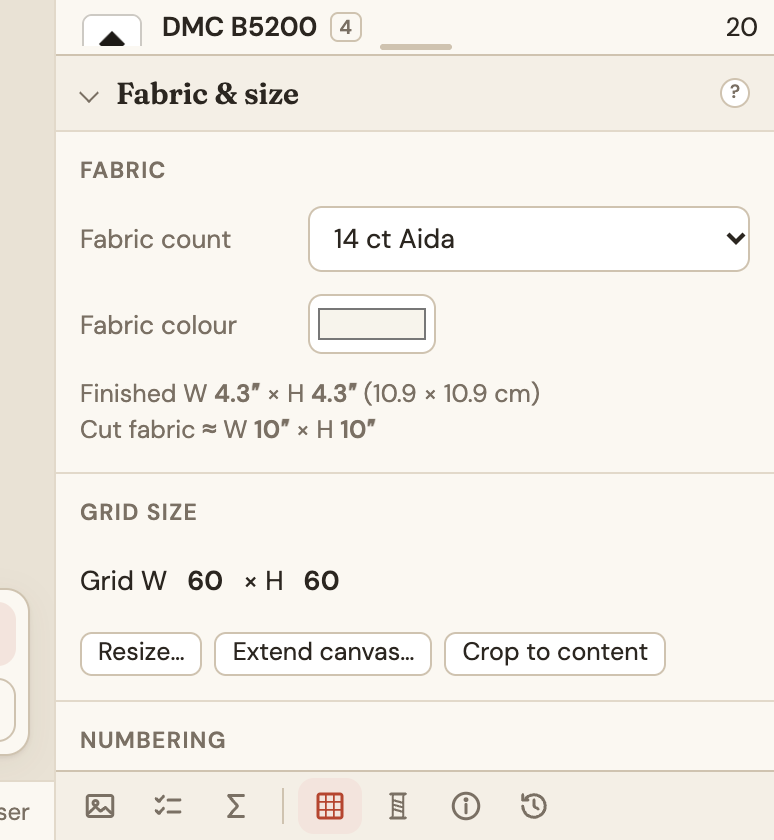 DMC B5200 4 20
Fabric & size ?
FABRIC
Fabric count 14 ct Aida
Fabric colour
Finished W 4.3″ × H 4.3″ (10.9 × 10.9 cm)
Cut fabric ≈ W 10″ × H 10″
GRID SIZE
Grid W 60 × H 60
Resize… Extend canvas… Crop to content
NUMBERING
ser